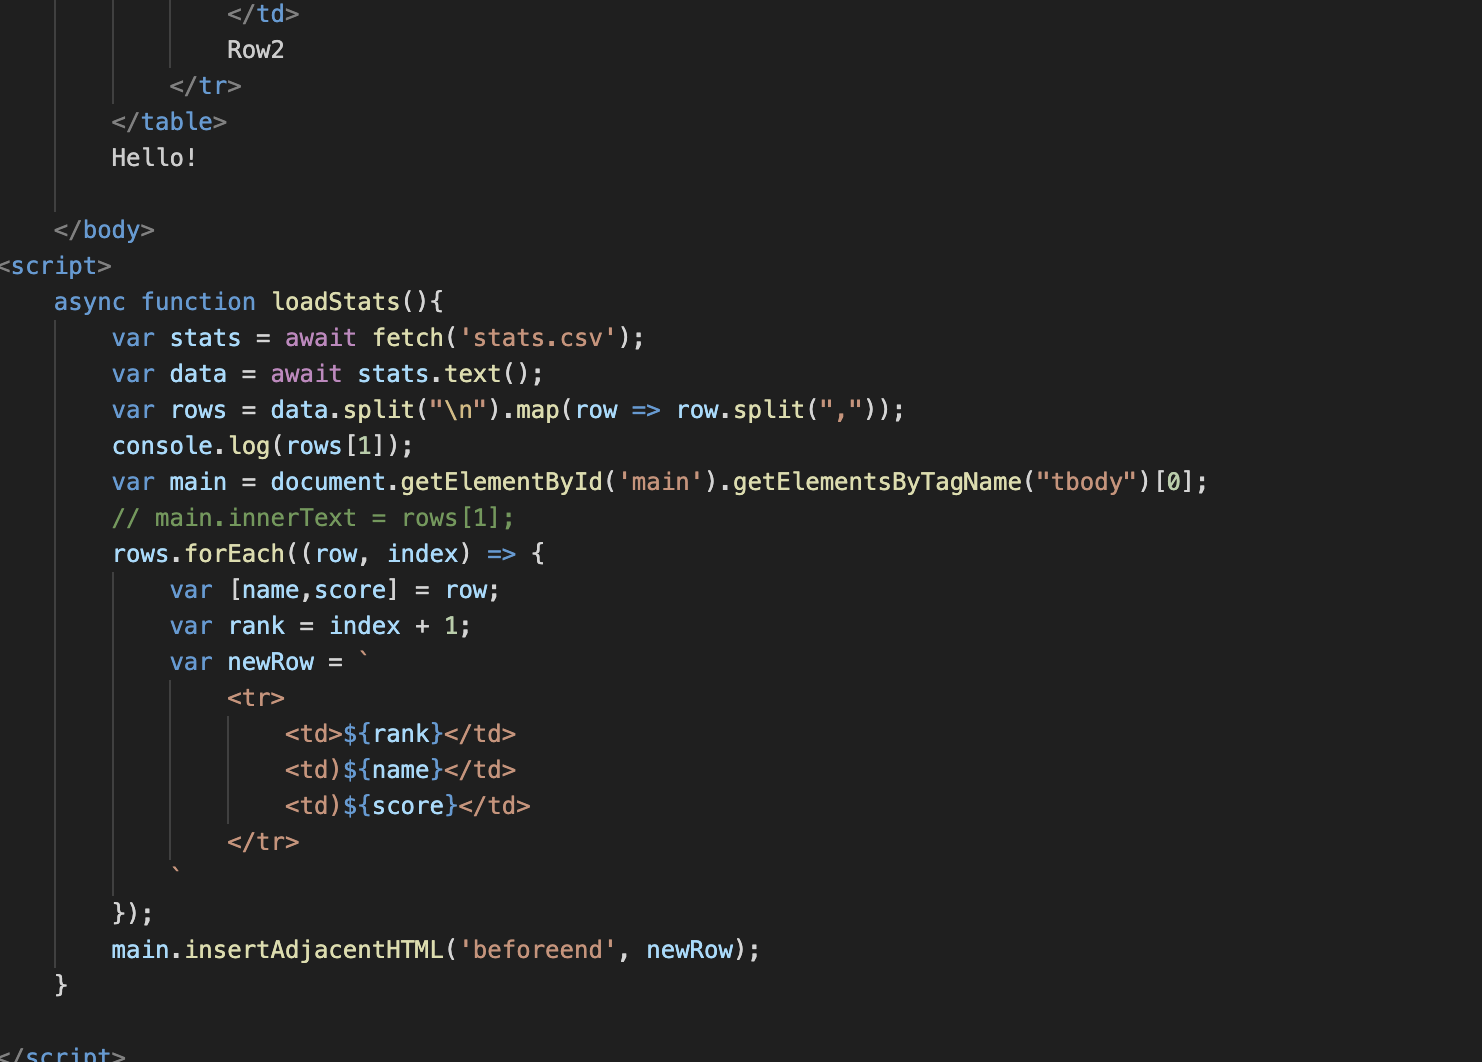 </td>
Row2
</tr>
</table>
Hello!
</body>
<script>
async function loadStats(){
var stats = await fetch('stats.csv');
var data = await stats.text();
var rows = data.split("\n").map(row => row.split(","));
console.log(rows[1]);
var main = document.getElementById('main').getElementsByTagName("tbody")[0];
// main.innerText = rows[1];
rows.forEach((row, index) => {
var [name,score] = row;
var rank = index + 1;
var newRow = `
<tr>
<td>${rank}</td>
<td)${name}</td>
<td)${score}</td>
</tr>
`
});
main.insertAdjacentHTML('beforeend', newRow);
}
</script>